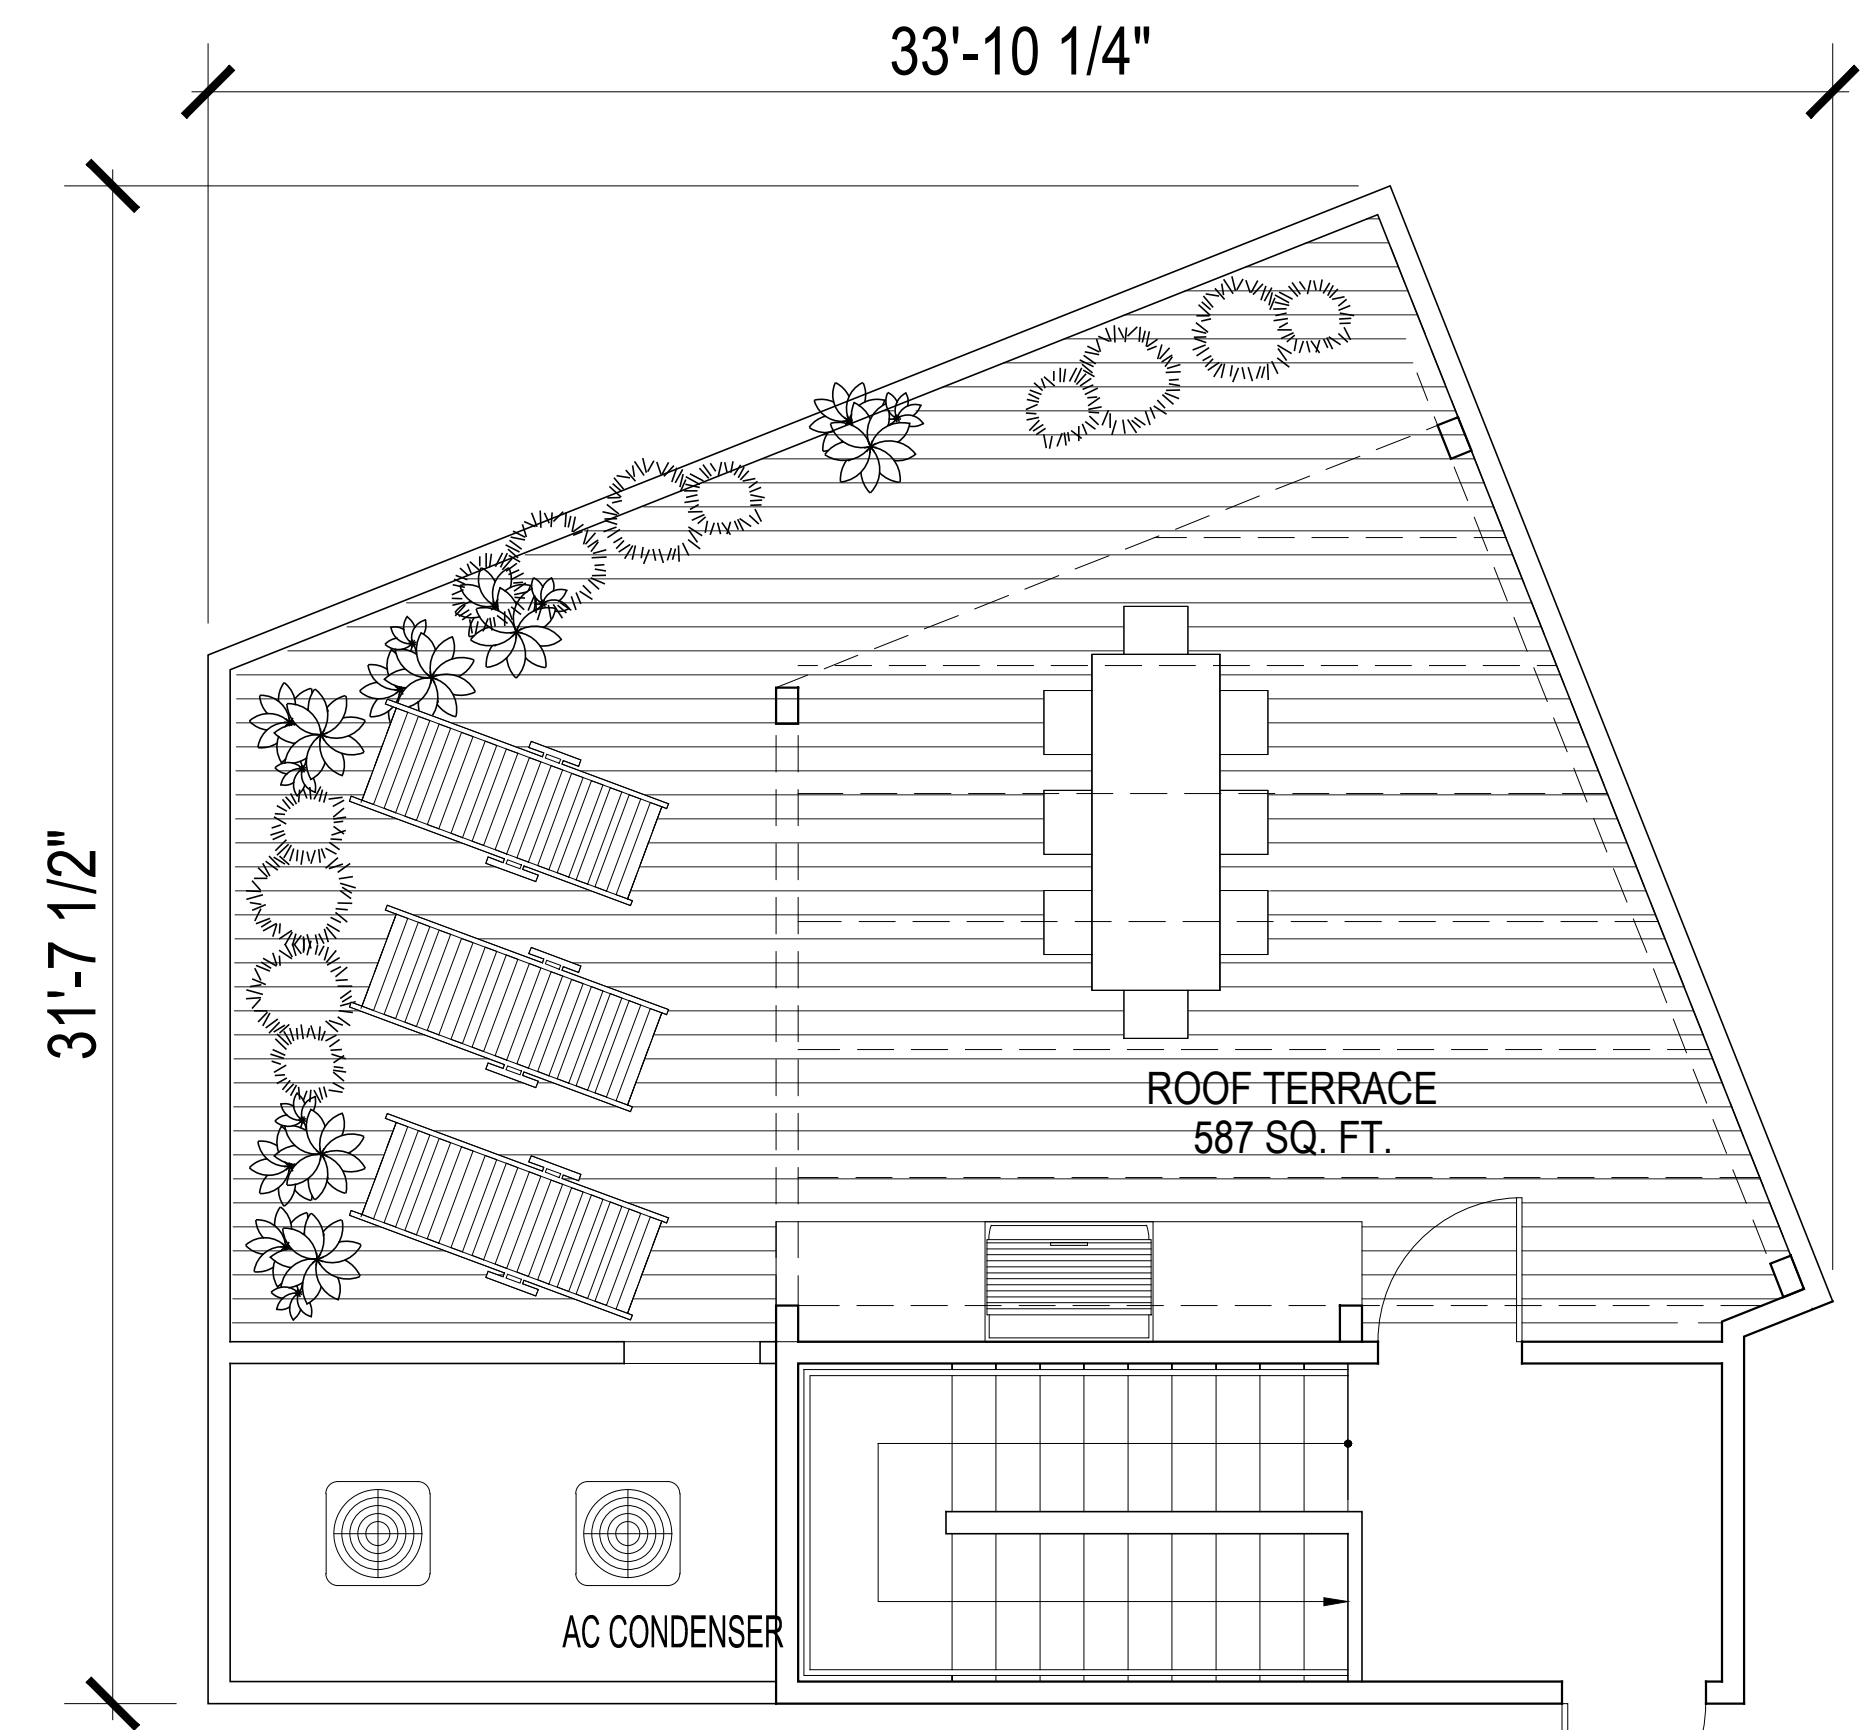 33'-10 1/4"
31'-7 1/2"
ROOF TERRACE
587 SQ. FT.
AC CONDENSER